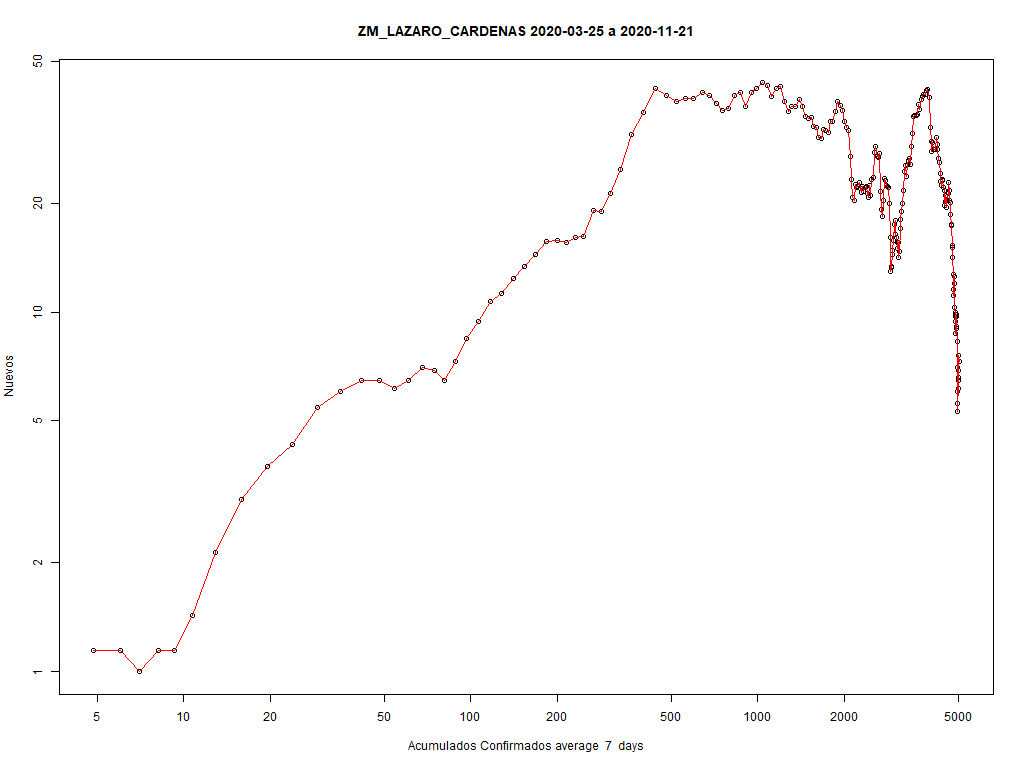 ZM_LAZARO_CARDENAS 2020-03-25 a 2020-11-21
50
20
10
5
2
1
Nuevos
5 10 20 50 100 200 500 1000 2000 5000
Acumulados Confirmados average 7 days